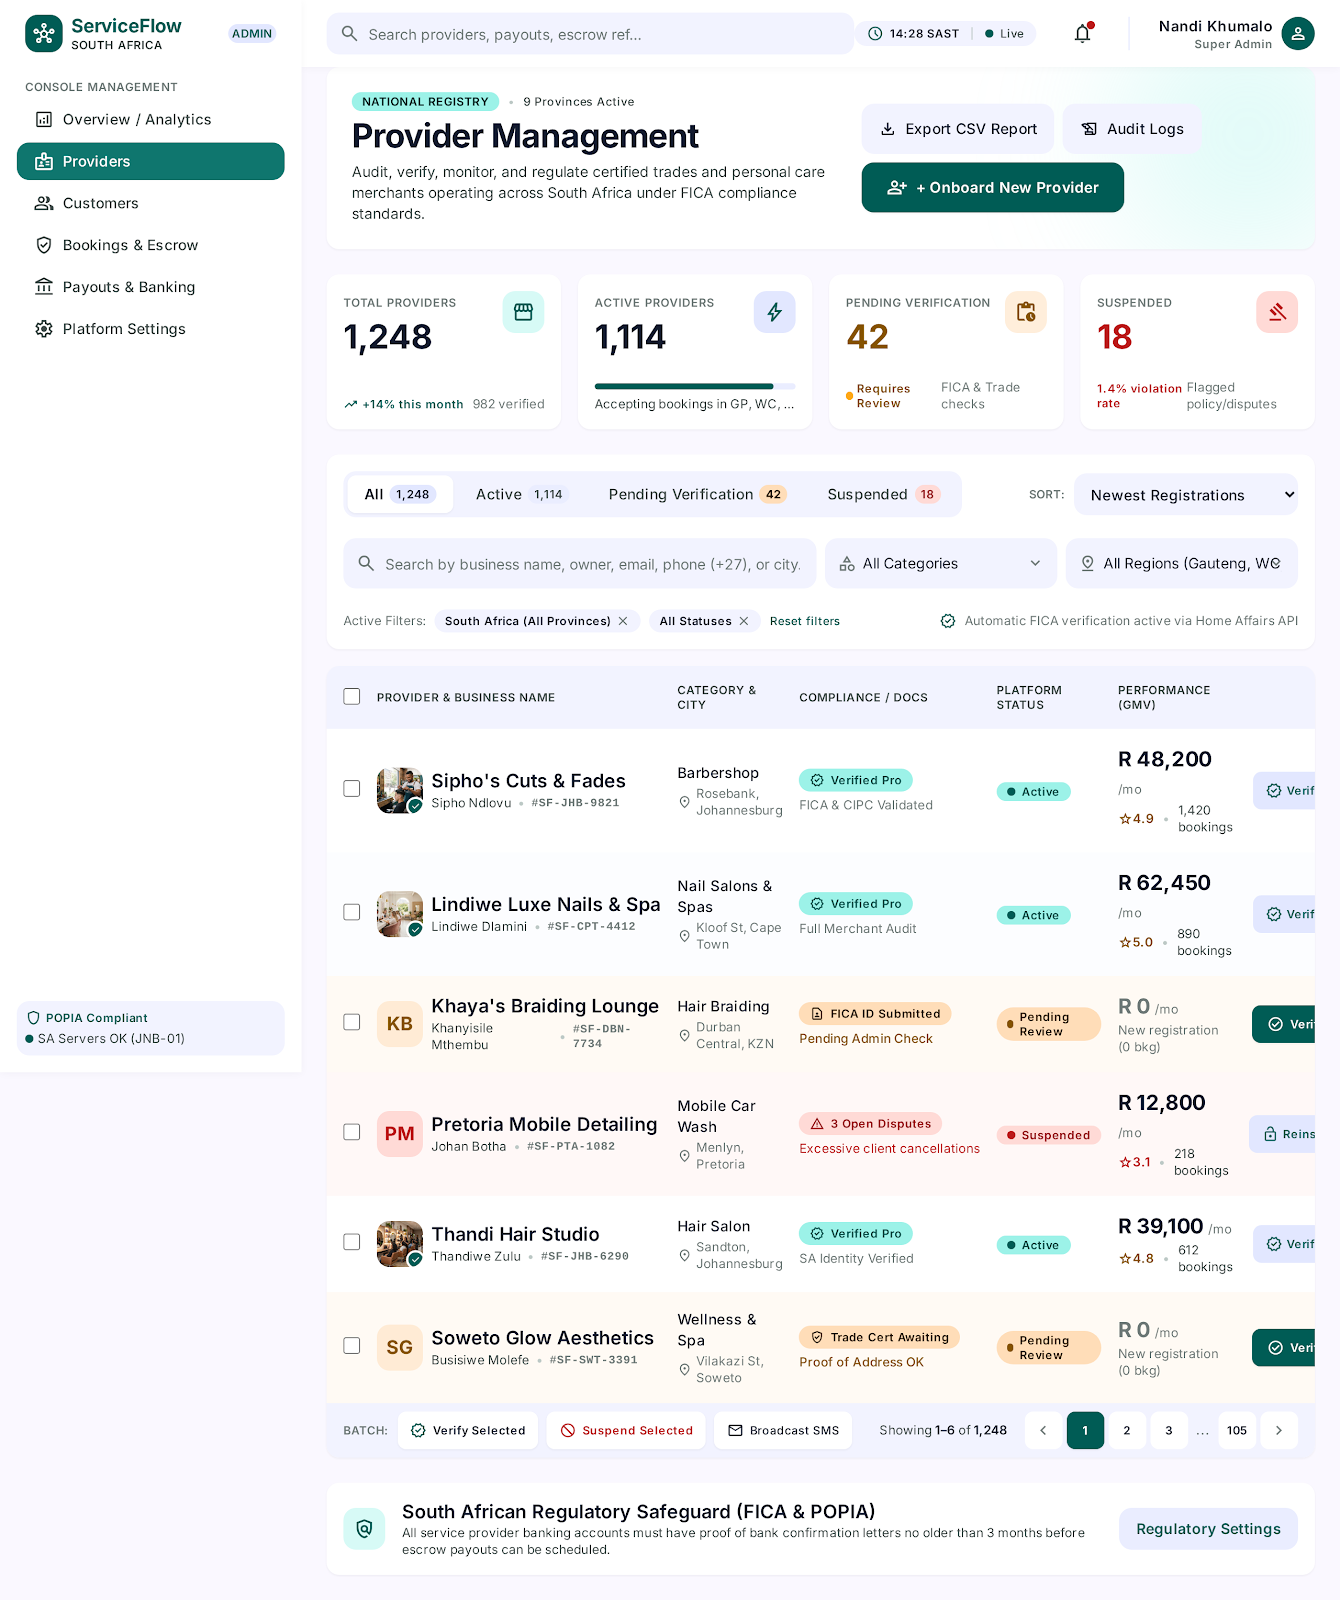 ServiceFlow
SOUTH AFRICA
ADMIN
CONSOLE MANAGEMENT
Overview / Analytics
Providers
Customers
Bookings & Escrow
Payouts & Banking
Platform Settings
POPIA Compliant
SA Servers OK (JNB-01)
Search providers, payouts, escrow ref...
14:28 SAST | Live
Nandi Khumalo
Super Admin
NATIONAL REGISTRY • 9 Provinces Active
Provider Management
Audit, verify, monitor, and regulate certified trades and personal care
merchants operating across South Africa under FICA compliance
standards.
Export CSV Report
Audit Logs
+ Onboard New Provider
TOTAL PROVIDERS
1,248
+14% this month 982 verified
ACTIVE PROVIDERS
1,114
Accepting bookings in GP, WC, ...
PENDING VERIFICATION
42
Requires
Review
FICA & Trade
checks
SUSPENDED
18
1.4% violation
rate
Flagged
policy/disputes
All 1,248
Active 1,114
Pending Verification 42
Suspended 18
SORT: Newest Registrations
Search by business name, owner, email, phone (+27), or city.
All Categories
All Regions (Gauteng, WC
Active Filters: South Africa (All Provinces) All Statuses Reset filters
Automatic FICA verification active via Home Affairs API
PROVIDER & BUSINESS NAME
CATEGORY &
CITY
COMPLIANCE / DOCS
PLATFORM
STATUS
PERFORMANCE
(GMV)
Sipho's Cuts & Fades
Sipho Ndlovu • #SF-JHB-9821
Barbershop
Rosebank,
Johannesburg
Verified Pro
FICA & CIPC Validated
Active
R 48,200
/mo
4.9 • 1,420
bookings
Verif
Lindiwe Luxe Nails & Spa
Lindiwe Dlamini • #SF-CPT-4412
Nail Salons &
Spas
Kloof St, Cape
Town
Verified Pro
Full Merchant Audit
Active
R 62,450
/mo
5.0 • 890
bookings
Verif
KB
Khaya's Braiding Lounge
Khanyisile
Mthembu
• #SF-DBN-
7734
Hair Braiding
Durban
Central, KZN
FICA ID Submitted
Pending Admin Check
Pending
Review
R 0 /mo
New registration
(0 bkg)
Veri
PM
Pretoria Mobile Detailing
Johan Botha • #SF-PTA-1082
Mobile Car
Wash
Menlyn,
Pretoria
3 Open Disputes
Excessive client cancellations
Suspended
R 12,800
/mo
3.1 • 218
bookings
Reins
Thandi Hair Studio
Thandiwe Zulu • #SF-JHB-6290
Hair Salon
Sandton,
Johannesburg
Verified Pro
SA Identity Verified
Active
R 39,100 /mo
4.8 • 612
bookings
Verif
SG
Soweto Glow Aesthetics
Busisiwe Molefe • #SF-SWT-3391
Wellness &
Spa
Vilakazi St,
Soweto
Trade Cert Awaiting
Proof of Address OK
Pending
Review
R 0 /mo
New registration
(0 bkg)
Veri
BATCH: Verify Selected Suspend Selected Broadcast SMS
Showing 1–6 of 1,248
1 2 3 ... 105
South African Regulatory Safeguard (FICA & POPIA)
All service provider banking accounts must have proof of bank confirmation letters no older than 3 months before
escrow payouts can be scheduled.
Regulatory Settings